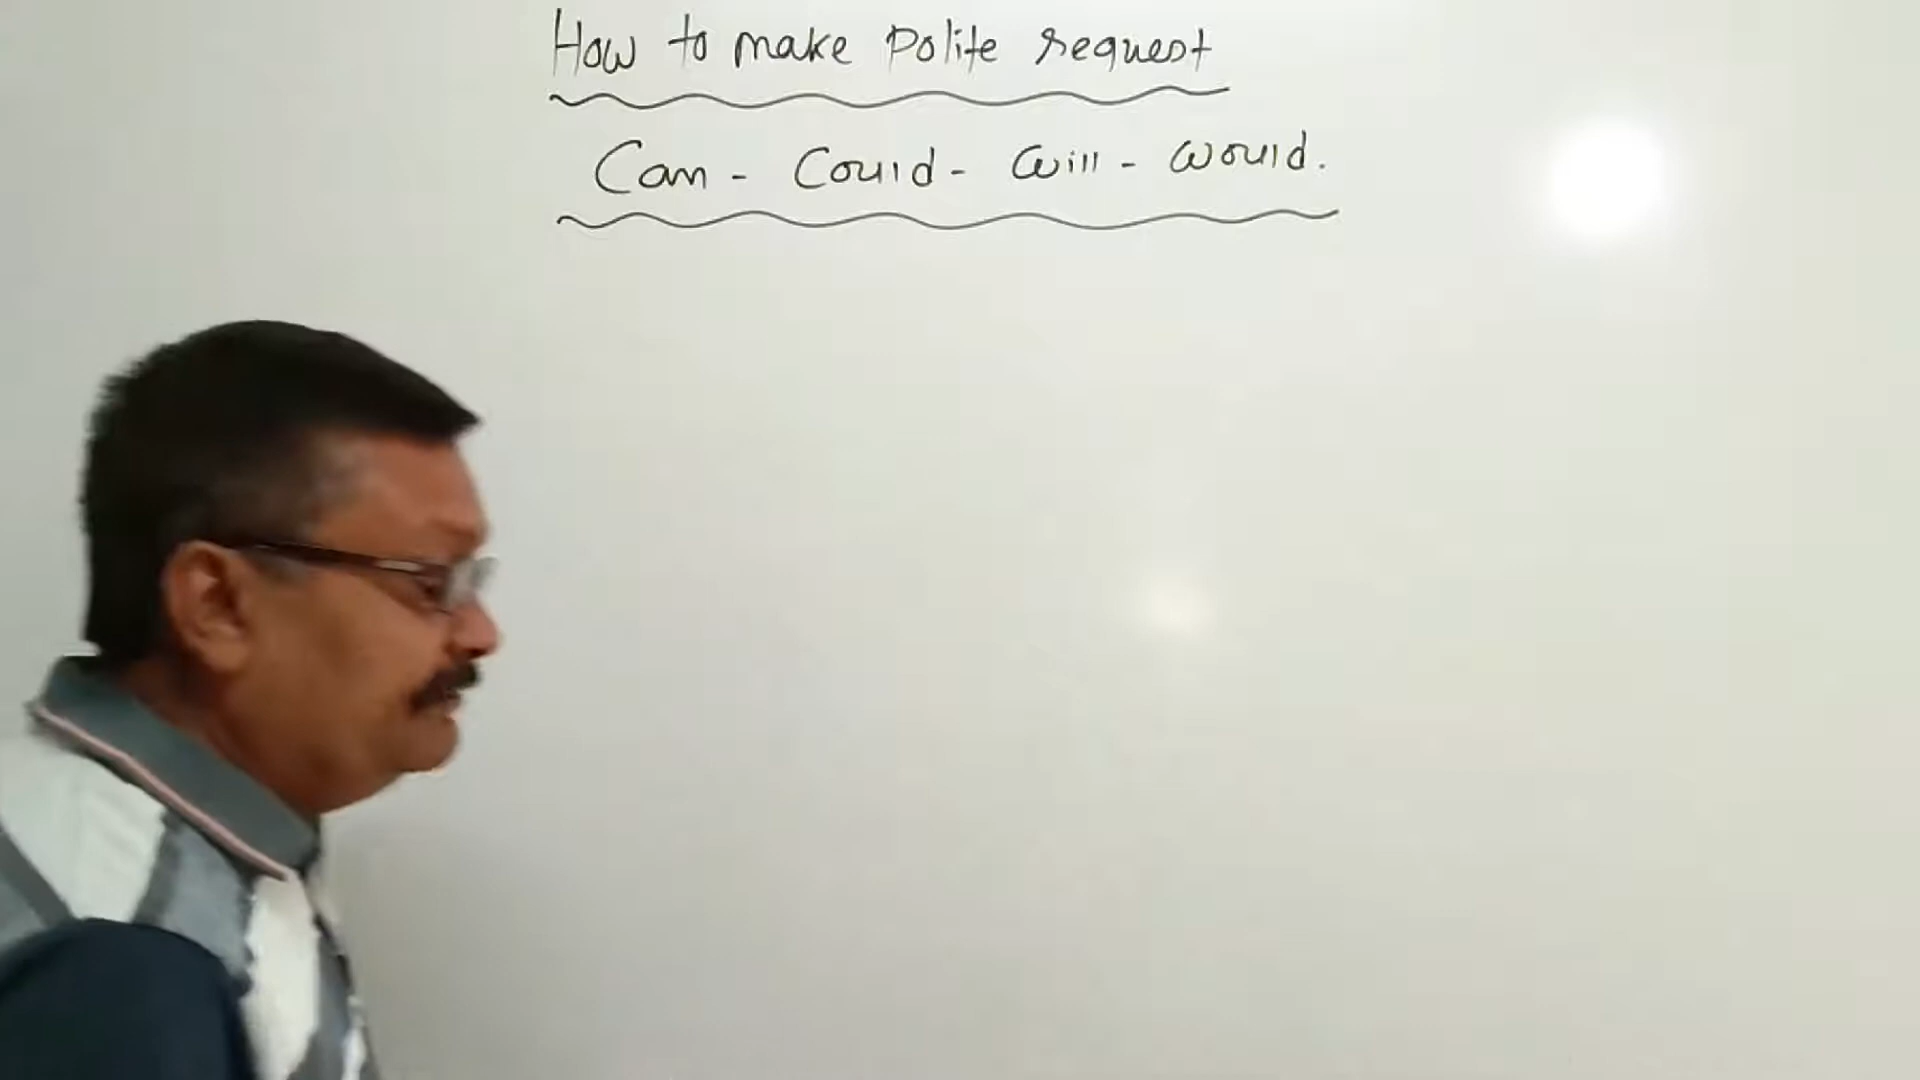 How to make polite request
Can - Could - Will - Would.